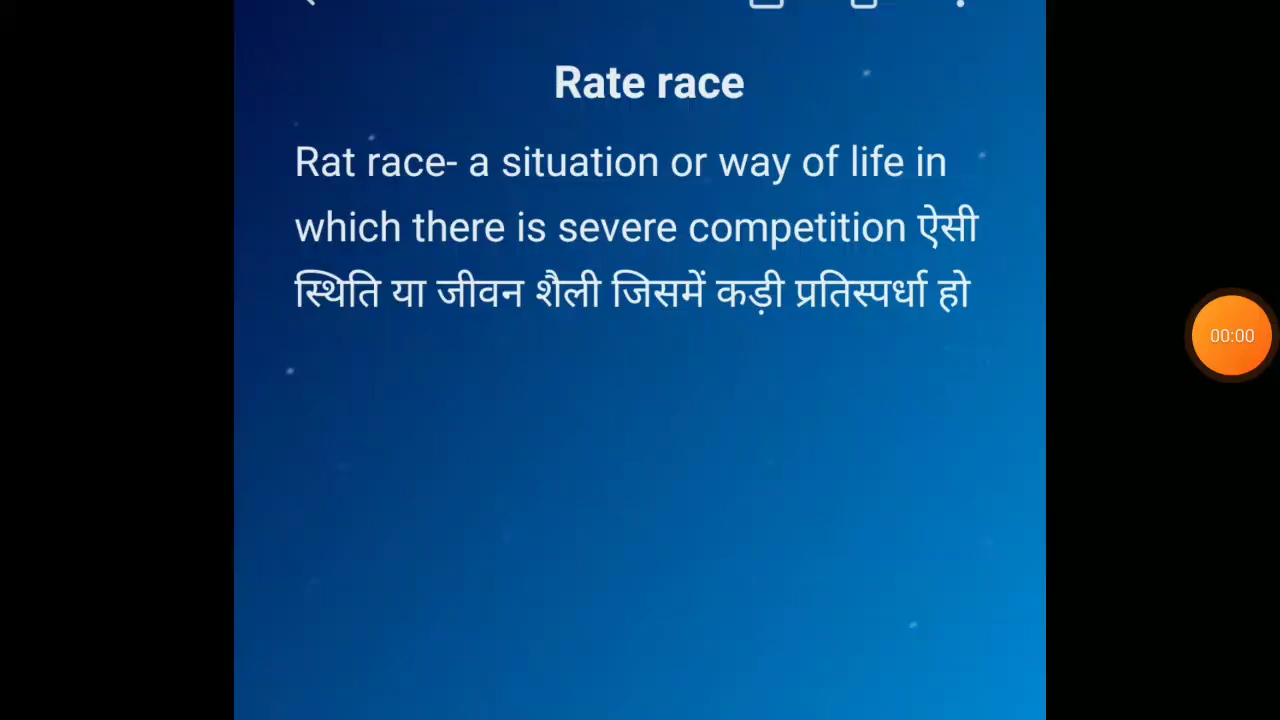 Rate race
Rat race- a situation or way of life in
which there is severe competition ऐसी
स्थिति या जीवन शैली जिसमें कड़ी प्रतिस्पर्धा हो
00:00